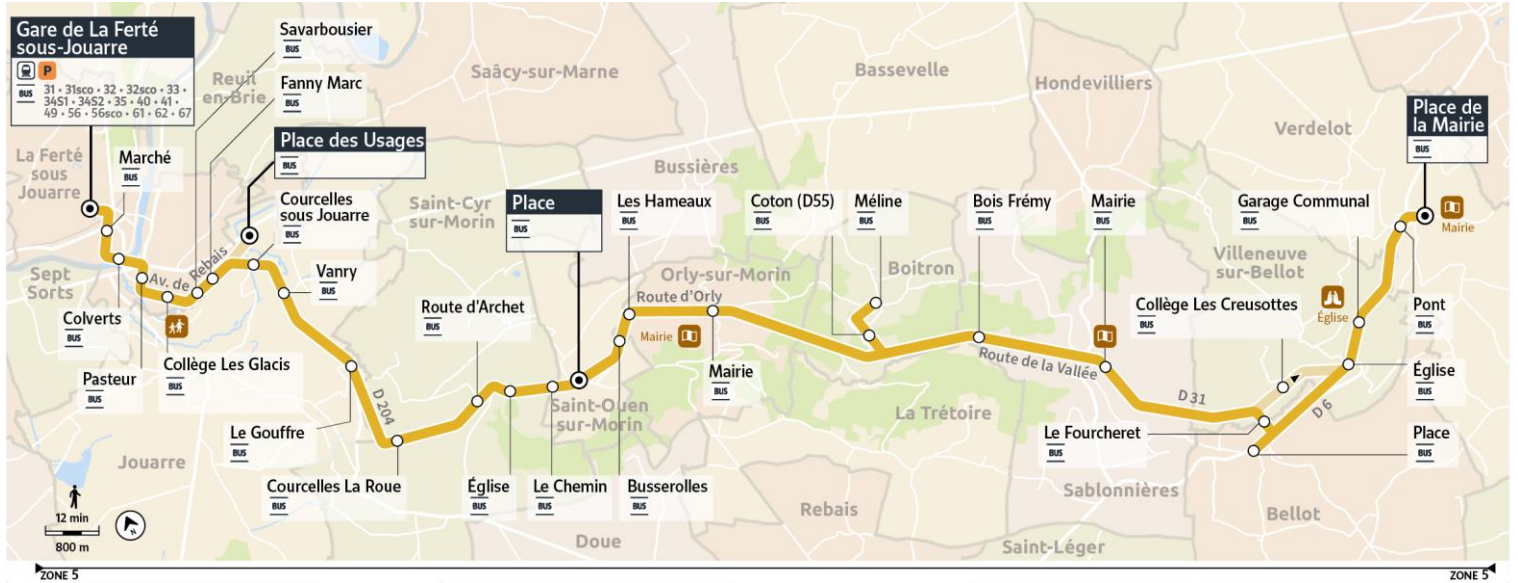 Gare de La Ferté
sous-Jouarre
P
BUS
31 • 31sco • 32 • 32sco • 33 •
34S1 • 34S2 • 35 • 40 • 41 •
49 • 56 • 56sco • 61 • 62 • 67
Savarbousier
BUS
Fanny Marc
BUS
Reuil
en-Brie
Saâcy-sur-Marne
Bassevelle
Hondevilliers
Verdelot
Place de
la Mairie
BUS
Place des Usages
BUS
La Ferté
sous
Jouarre
Marché
BUS
Bussières
Courcelles
sous Jouarre
BUS
Saint-Cyr
sur-Morin
Place
BUS
Les Hameaux
BUS
Coton (D55)
BUS
Méline
BUS
Bois Frémy
BUS
Mairie
BUS
Garage Communal
BUS
Mairie
Sept
Sorts
Av. de Rebais
Vanry
BUS
Orly-sur-Morin
Boitron
Villeneuve
sur-Bellot
Route d'Orly
Route d'Archet
BUS
Collège Les Creusottes
BUS
Église
Pont
BUS
Colverts
BUS
Mairie
Pasteur
BUS
Collège Les Glacis
BUS
Mairie
BUS
Route de la Vallée
Église
BUS
D 204
Saint-Ouen
sur-Morin
La Trétoire
D 31
D 6
Le Gouffre
BUS
Le Fourcheret
BUS
Place
BUS
Jouarre
Courcelles La Roue
BUS
Église
BUS
Le Chemin
BUS
Busserolles
BUS
Sablonnières
Rebais
Bellot
12 min
800 m
N
Doue
Saint-Léger
ZONE 5
ZONE 5